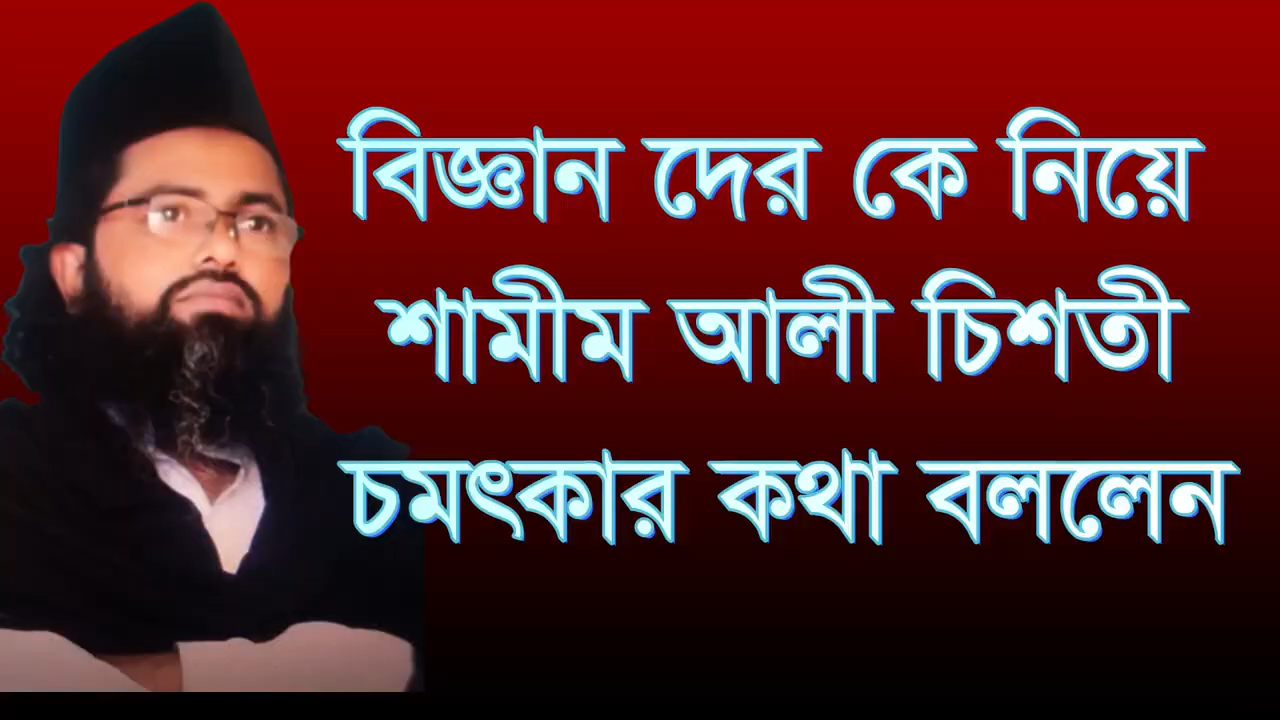 বিজ্ঞান দের কে নিয়ে
শামীম আলী চিশতী
চমৎকার কথা বললেন